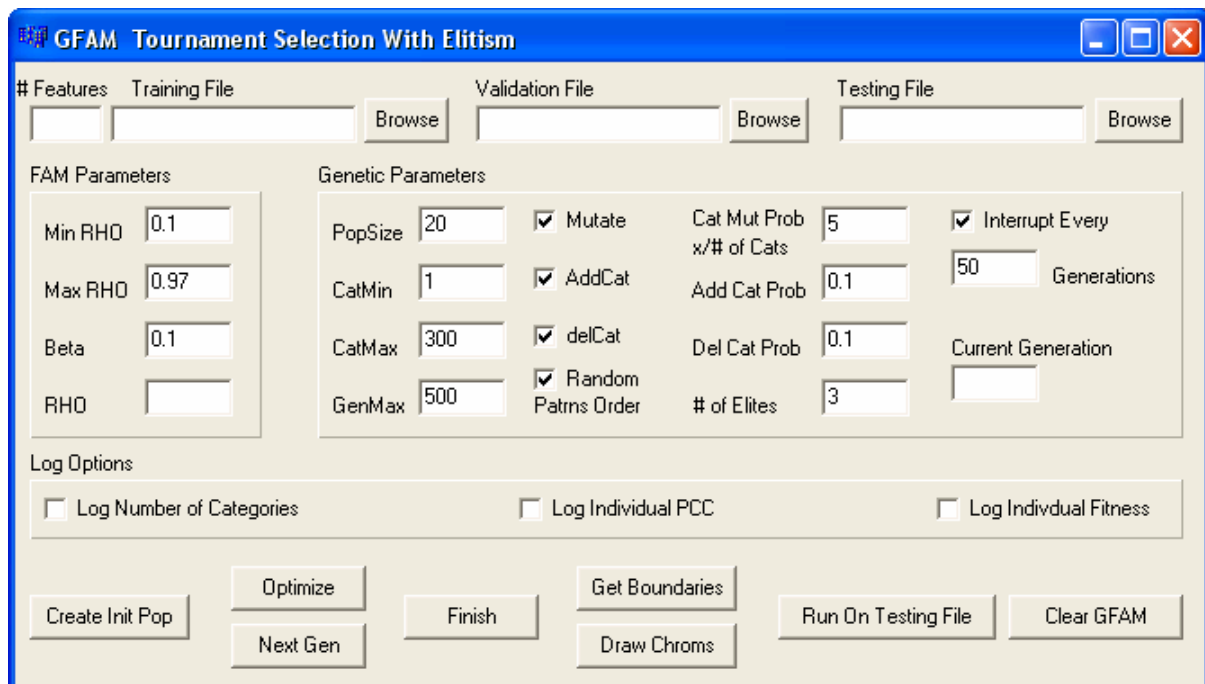 GFAM Tournament Selection With Elitism
# Features Training File Validation File Testing File
Browse Browse Browse
FAM Parameters Genetic Parameters
Min RHO 0.1 PopSize 20 Mutate Cat Mut Prob x/# of Cats 5 Interrupt Every
Max RHO 0.97 CatMin 1 AddCat Add Cat Prob 0.1 50 Generations
Beta 0.1 CatMax 300 delCat Del Cat Prob 0.1 Current Generation
RHO GenMax 500 Random Patrns Order # of Elites 3
Log Options
Log Number of Categories Log Individual PCC Log Indivdual Fitness
Create Init Pop Optimize Next Gen Finish Get Boundaries Draw Chroms Run On Testing File Clear GFAM